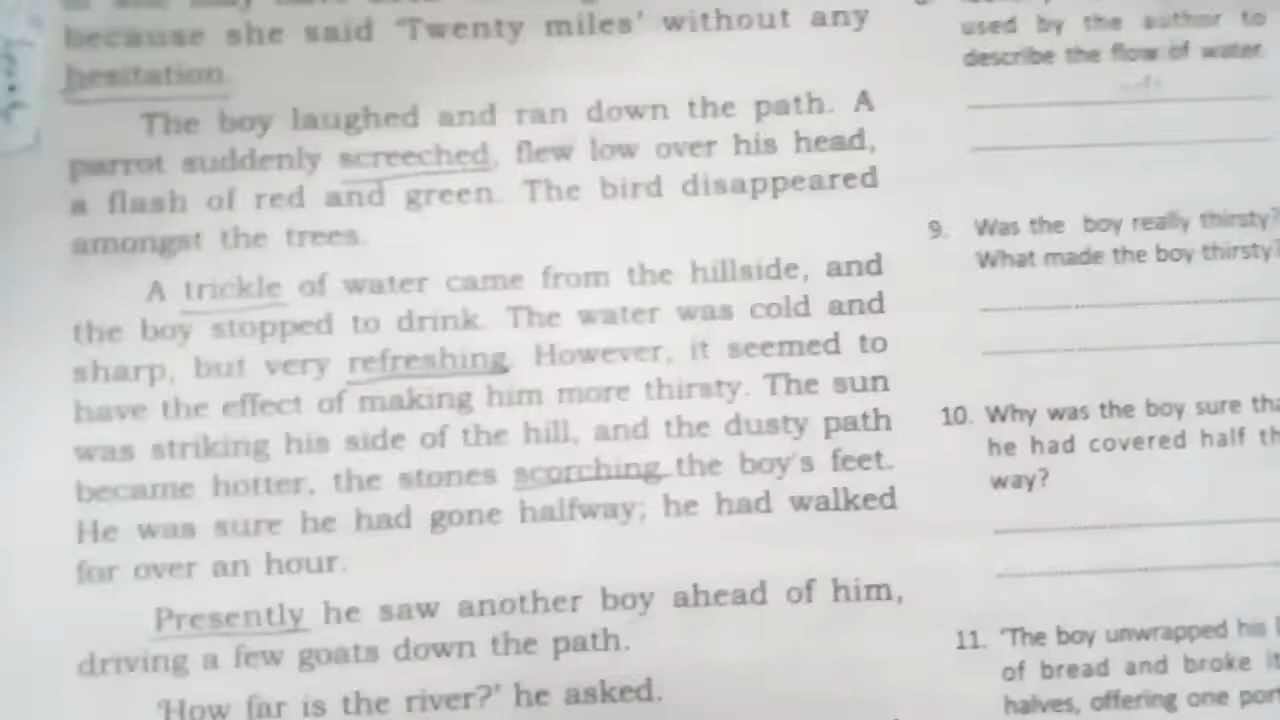 because she said 'Twenty miles' without any
hesitation.
The boy laughed and ran down the path. A
parrot suddenly screeched, flew low over his head,
a flash of red and green. The bird disappeared
amongst the trees.
A trickle of water came from the hillside, and
the boy stopped to drink. The water was cold and
sharp, but very refreshing. However, it seemed to
have the effect of making him more thirsty. The sun
was striking his side of the hill, and the dusty path
became hotter, the stones scorching the boy's feet.
He was sure he had gone halfway; he had walked
for over an hour.
Presently he saw another boy ahead of him,
driving a few goats down the path.
'How far is the river?' he asked.
used by the author to
describe the flow of water.
9. Was the boy really thirsty?
What made the boy thirsty?
10. Why was the boy sure tha
he had covered half th
way?
11. 'The boy unwrapped his
of bread and broke it
halves, offering one por